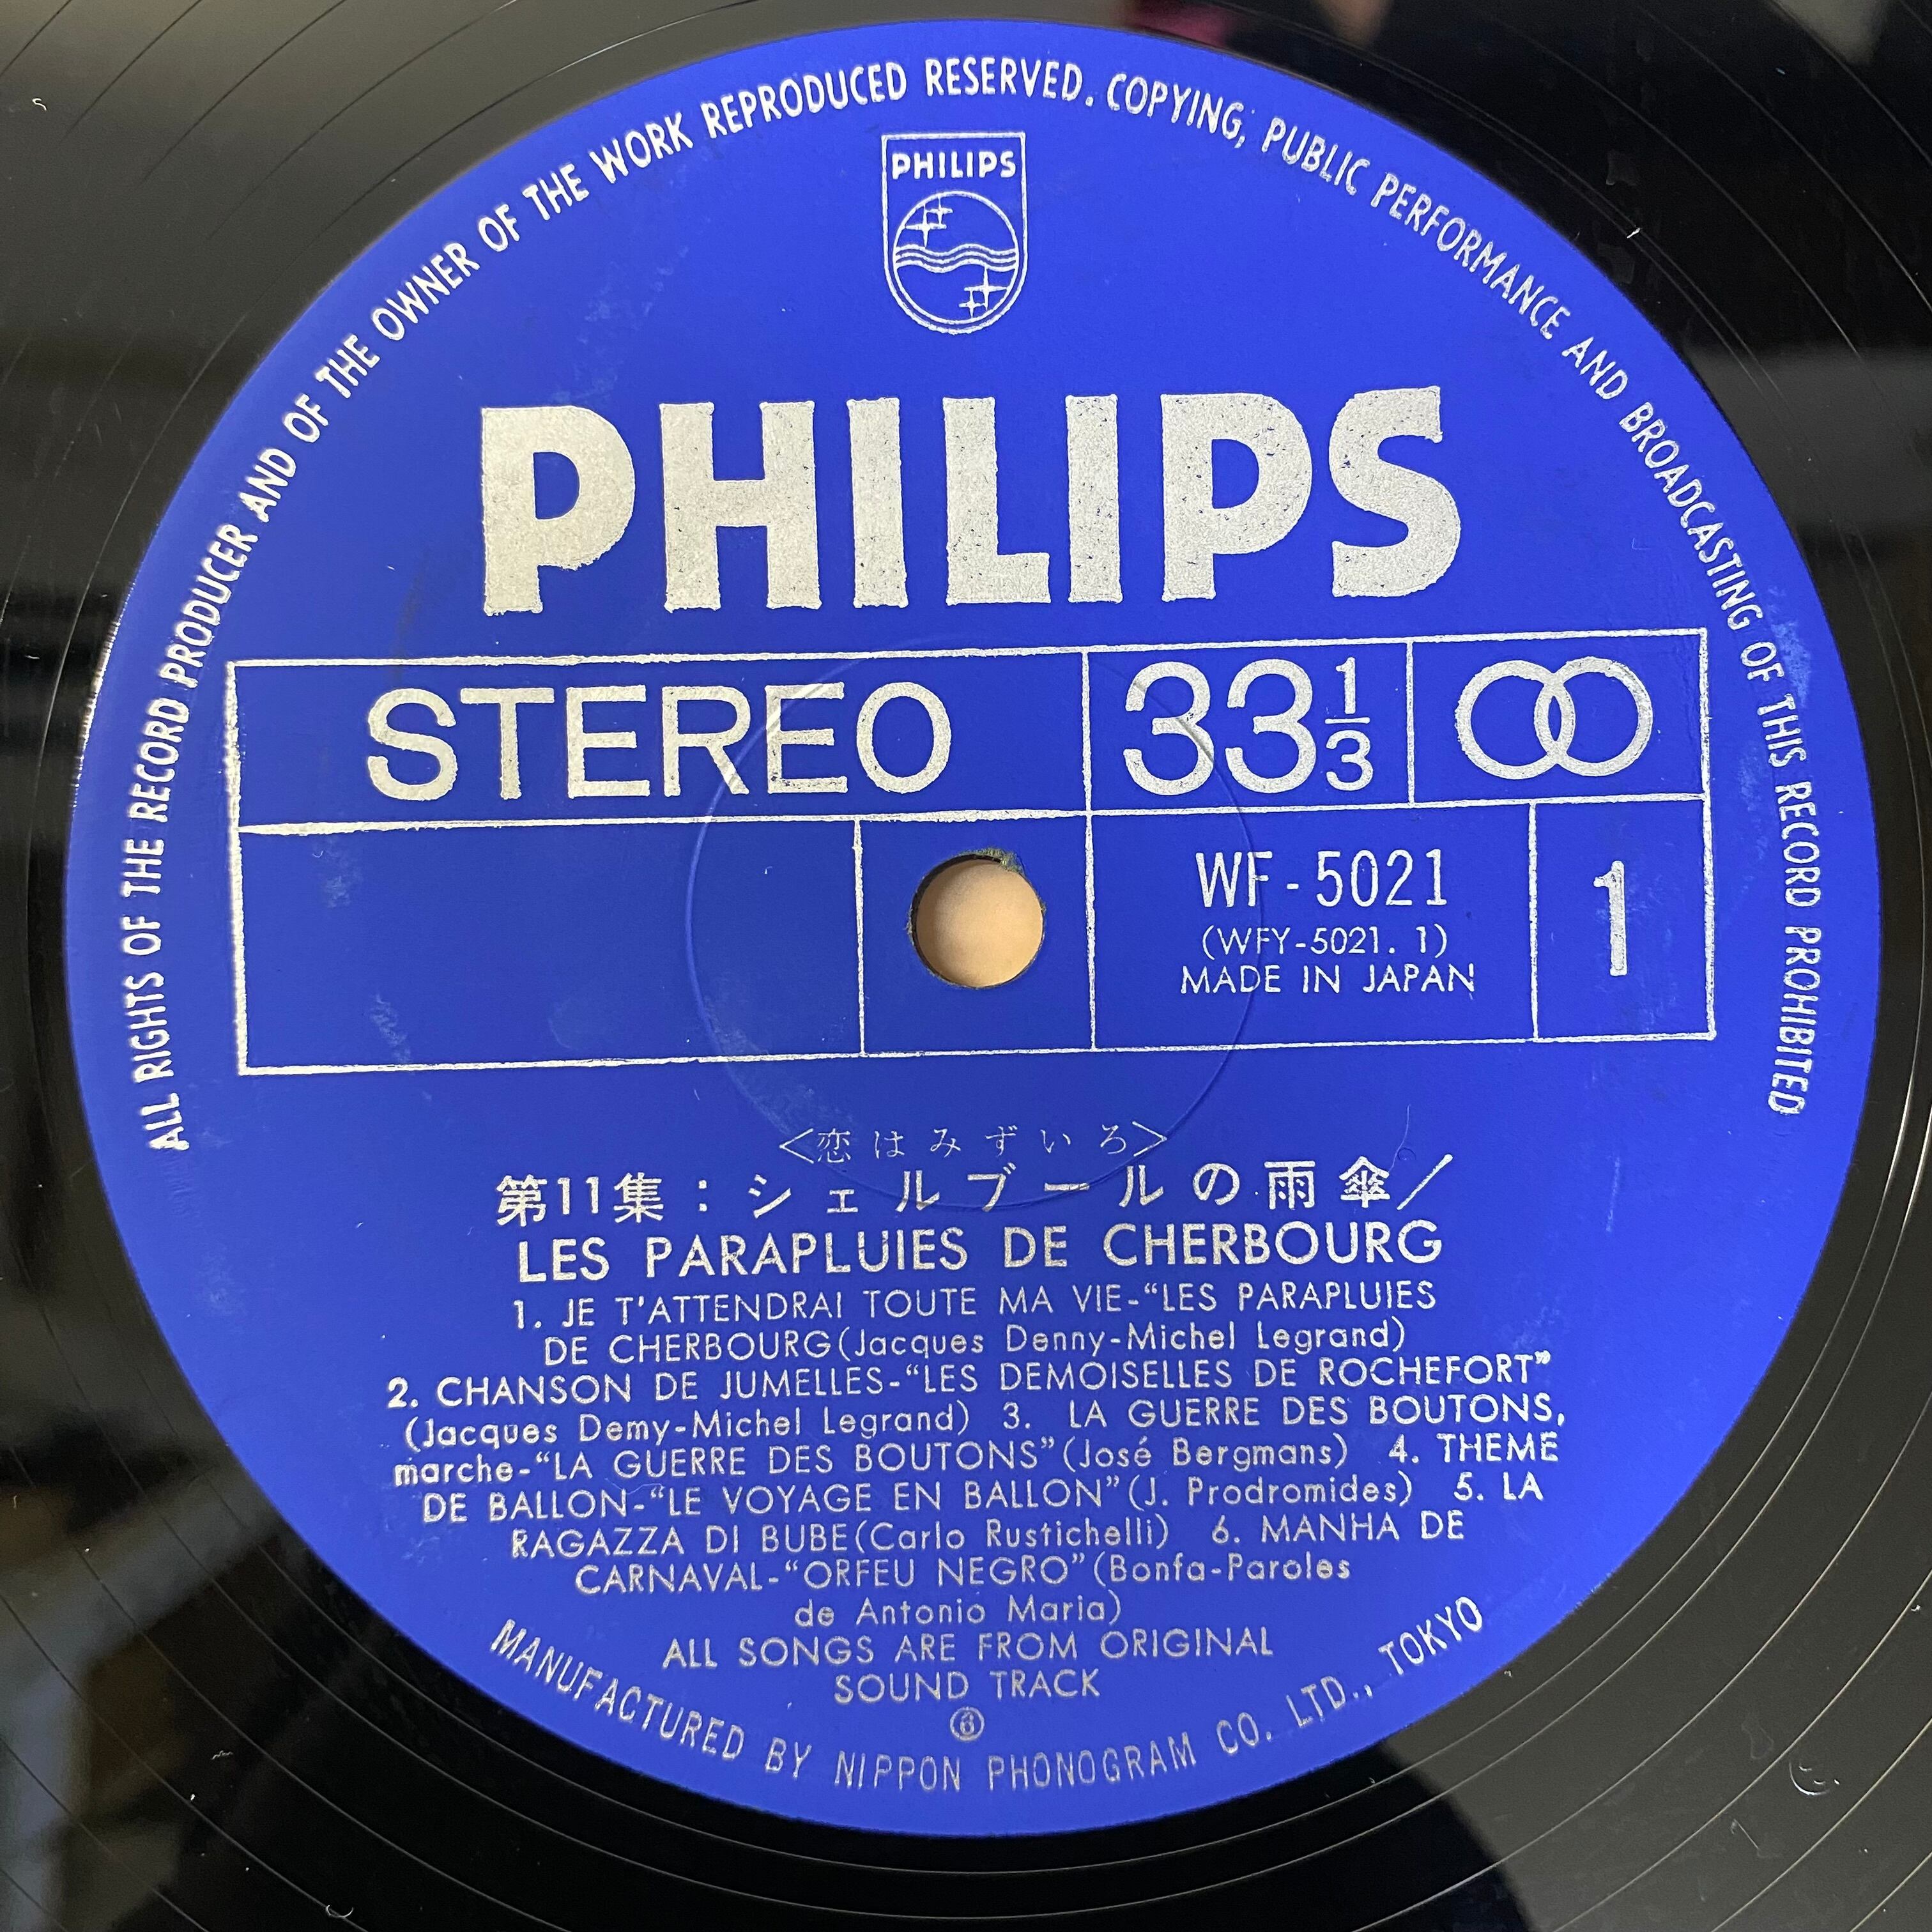 ALL RIGHTS OF THE RECORD PRODUCER AND OF THE OWNER OF THE WORK REPRODUCED RESERVED. COPYING, PUBLIC PERFORMANCE AND BROADCASTING OF THIS RECORD PROHIBITED
PHILIPS
PHILIPS
STEREO
33 1/3
WF-5021
(WFY-5021. 1)
MADE IN JAPAN
1
<恋はみずいろ>
第11集：シェルブールの雨傘／
LES PARAPLUIES DE CHERBOURG
1. JE T'ATTENDRAI TOUTE MA VIE-“LES PARAPLUIES
DE CHERBOURG(Jacques Denny-Michel Legrand)
2. CHANSON DE JUMELLES-“LES DEMOISELLES DE ROCHEFORT”
(Jacques Demy-Michel Legrand) 3. LA GUERRE DES BOUTONS,
marche-“LA GUERRE DES BOUTONS”(José Bergmans) 4. THEME
DE BALLON-“LE VOYAGE EN BALLON”(J. Prodromides) 5. LA
RAGAZZA DI BUBE(Carlo Rustichelli) 6. MANHA DE
CARNAVAL-“ORFEU NEGRO”(Bonfa-Paroles
de Antonio Maria)
ALL SONGS ARE FROM ORIGINAL
SOUND TRACK
MANUFACTURED BY NIPPON PHONOGRAM CO. LTD., TOKYO